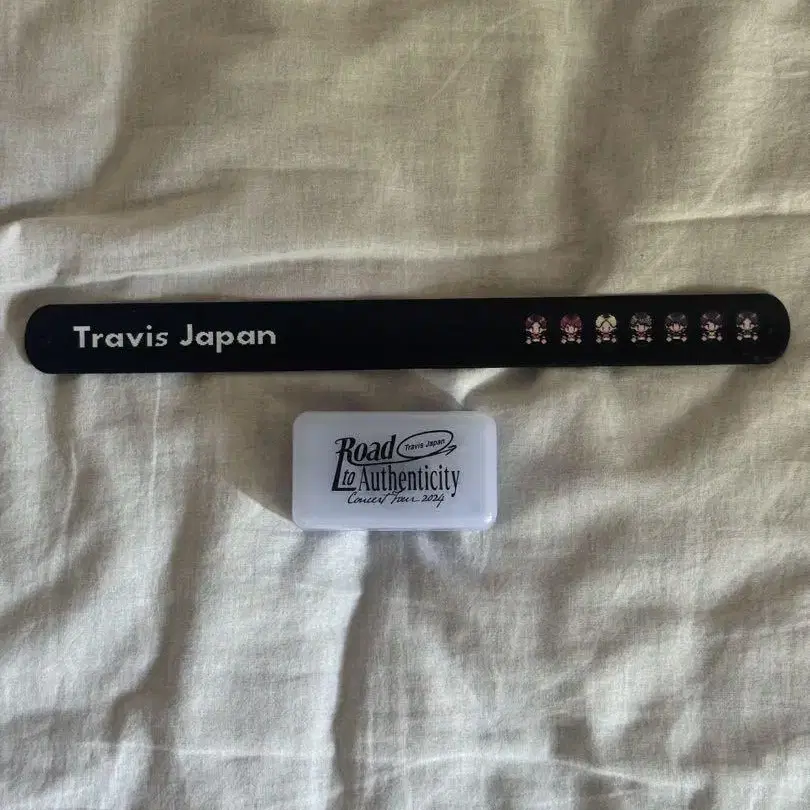 Travis Japan
Road
Travis Japan
to Authenticity
Concert Tour 2024